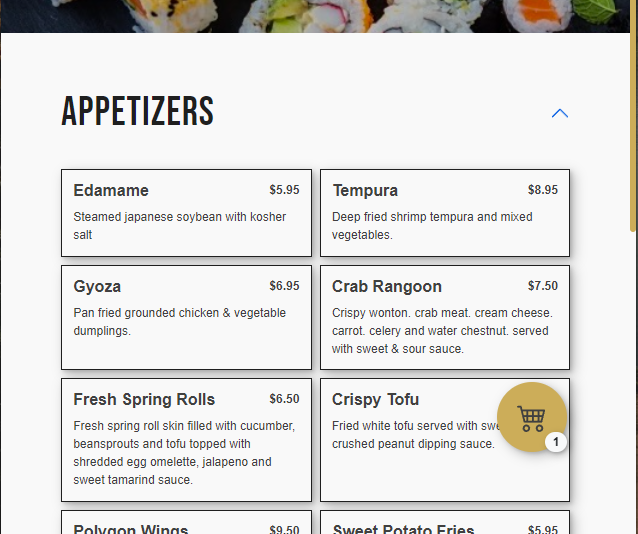 APPETIZERS
Edamame $5.95
Steamed japanese soybean with kosher
salt
Tempura $8.95
Deep fried shrimp tempura and mixed
vegetables.
Gyoza $6.95
Pan fried grounded chicken & vegetable
dumplings.
Crab Rangoon $7.50
Crispy wonton. crab meat. cream cheese.
carrot. celery and water chestnut. served
with sweet & sour sauce.
Fresh Spring Rolls $6.50
Fresh spring roll skin filled with cucumber,
beansprouts and tofu topped with
shredded egg omelette, jalapeno and
sweet tamarind sauce.
Crispy Tofu
Fried white tofu served with
crushed peanut dipping sauce.
1
Polygon Wings $9.50
Sweet Potato Fries $5.95